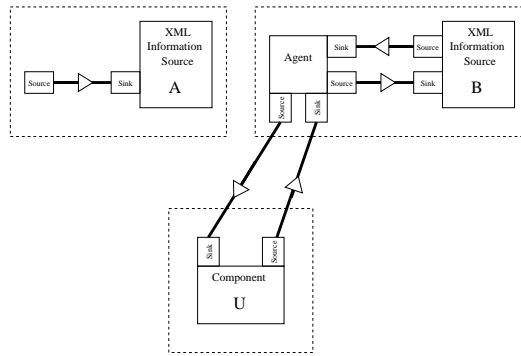 XML
Information
Source
A
Source
Sink
Agent
Sink
Source
Source
Sink
Source
Sink
XML
Information
Source
B
Sink
Source
Component
U